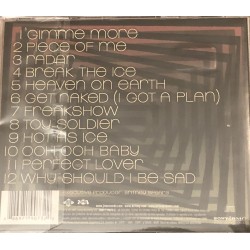 1 GIMME MORE
2 PIECE OF ME
3 RADAR
4 BREAK THE ICE
5 HEAVEN ON EARTH
6 GET NAKED (I GOT A PLAN)
7 FREAKSHOW
8 TOY SOLDIER
9 HOT AS ICE
10 OOH OOH BABY
11 PERFECT LOVER
12 WHY SHOULD I BE SAD